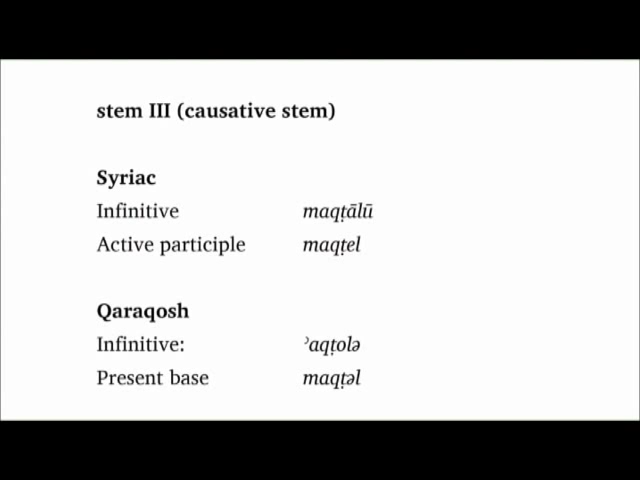 stem III (causative stem)
Syriac
Infinitive maqṭālū
Active participle maqṭel
Qaraqosh
Infinitive: ʾaqṭolə
Present base maqṭəl